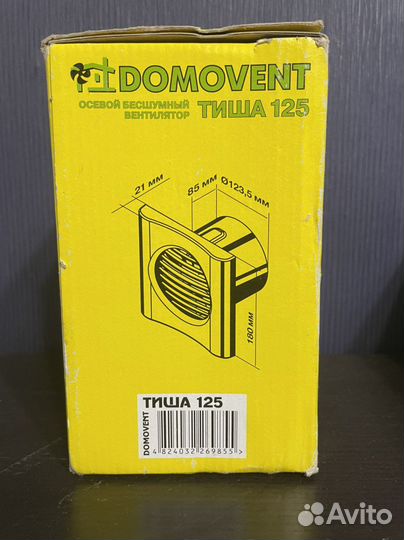 DOMOVENT
ОСЕВОЙ БЕСШУМНЫЙ
ВЕНТИЛЯТОР
ТИША 125
21 мм
85 мм
Ø123,5 мм
180 мм
ТИША 125
DOMOVENT
4 824032 269855 >
Avito